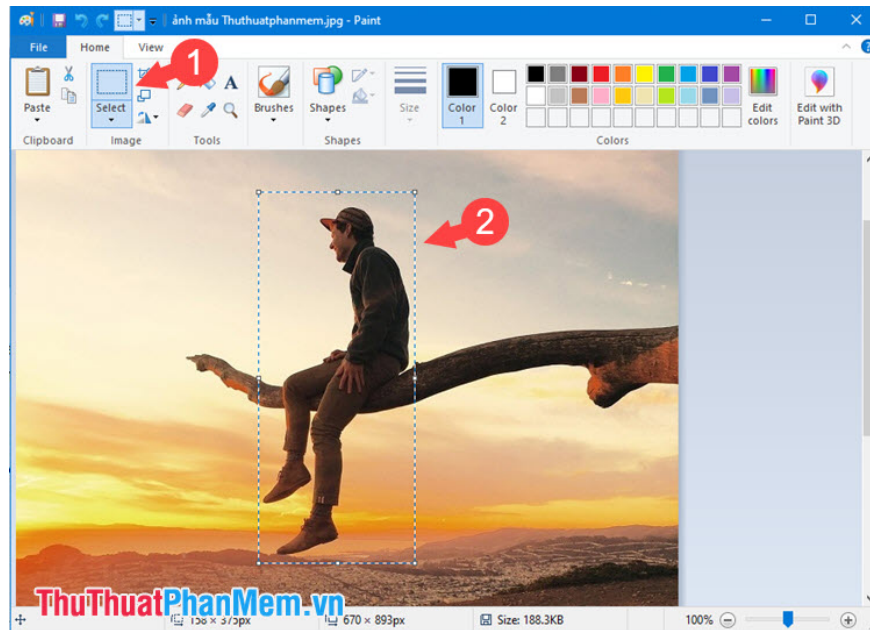 ảnh mẫu Thuthuatphanmem.jpg - Paint
File Home View
1
Paste Select Brushes Shapes Size Color 1 Color 2 Edit colors Edit with Paint 3D
A
Clipboard Image Tools Shapes Colors
2
ThuThuatPhanMem.vn
158 × 375px 670 × 893px Size: 188.3KB 100%